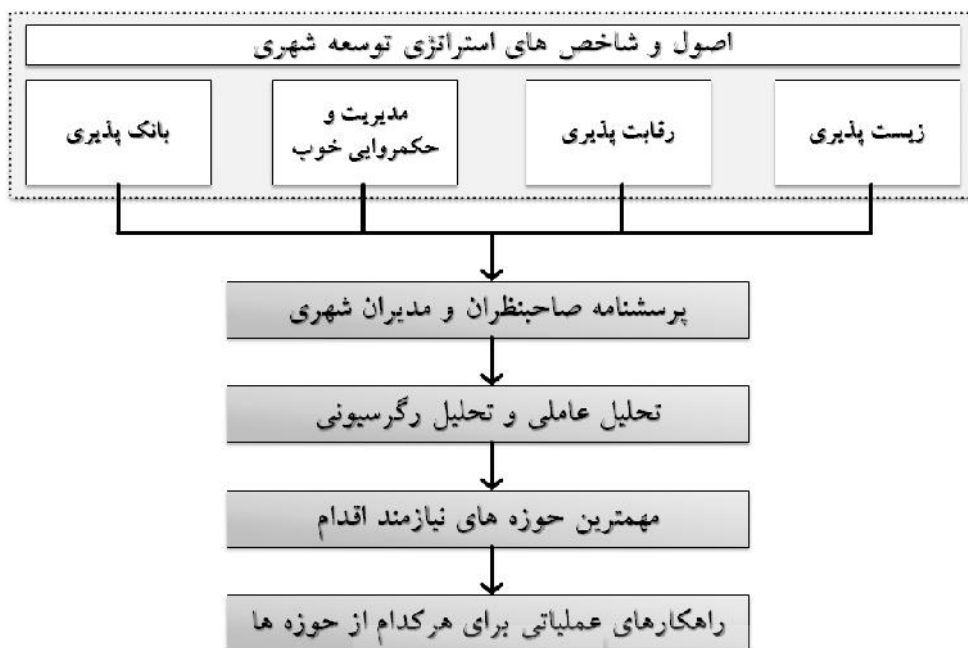 اصول و شاخص های استراتژی توسعه شهری
زیست پذیری
رقابت پذیری
مدیریت و
حکمروایی خوب
بانک پذیری
پرسشنامه صاحبنظران و مدیران شهری
تحلیل عاملی و تحلیل رگرسیونی
مهمترین حوزه های نیازمند اقدام
راهکارهای عملیاتی برای هرکدام از حوزه ها